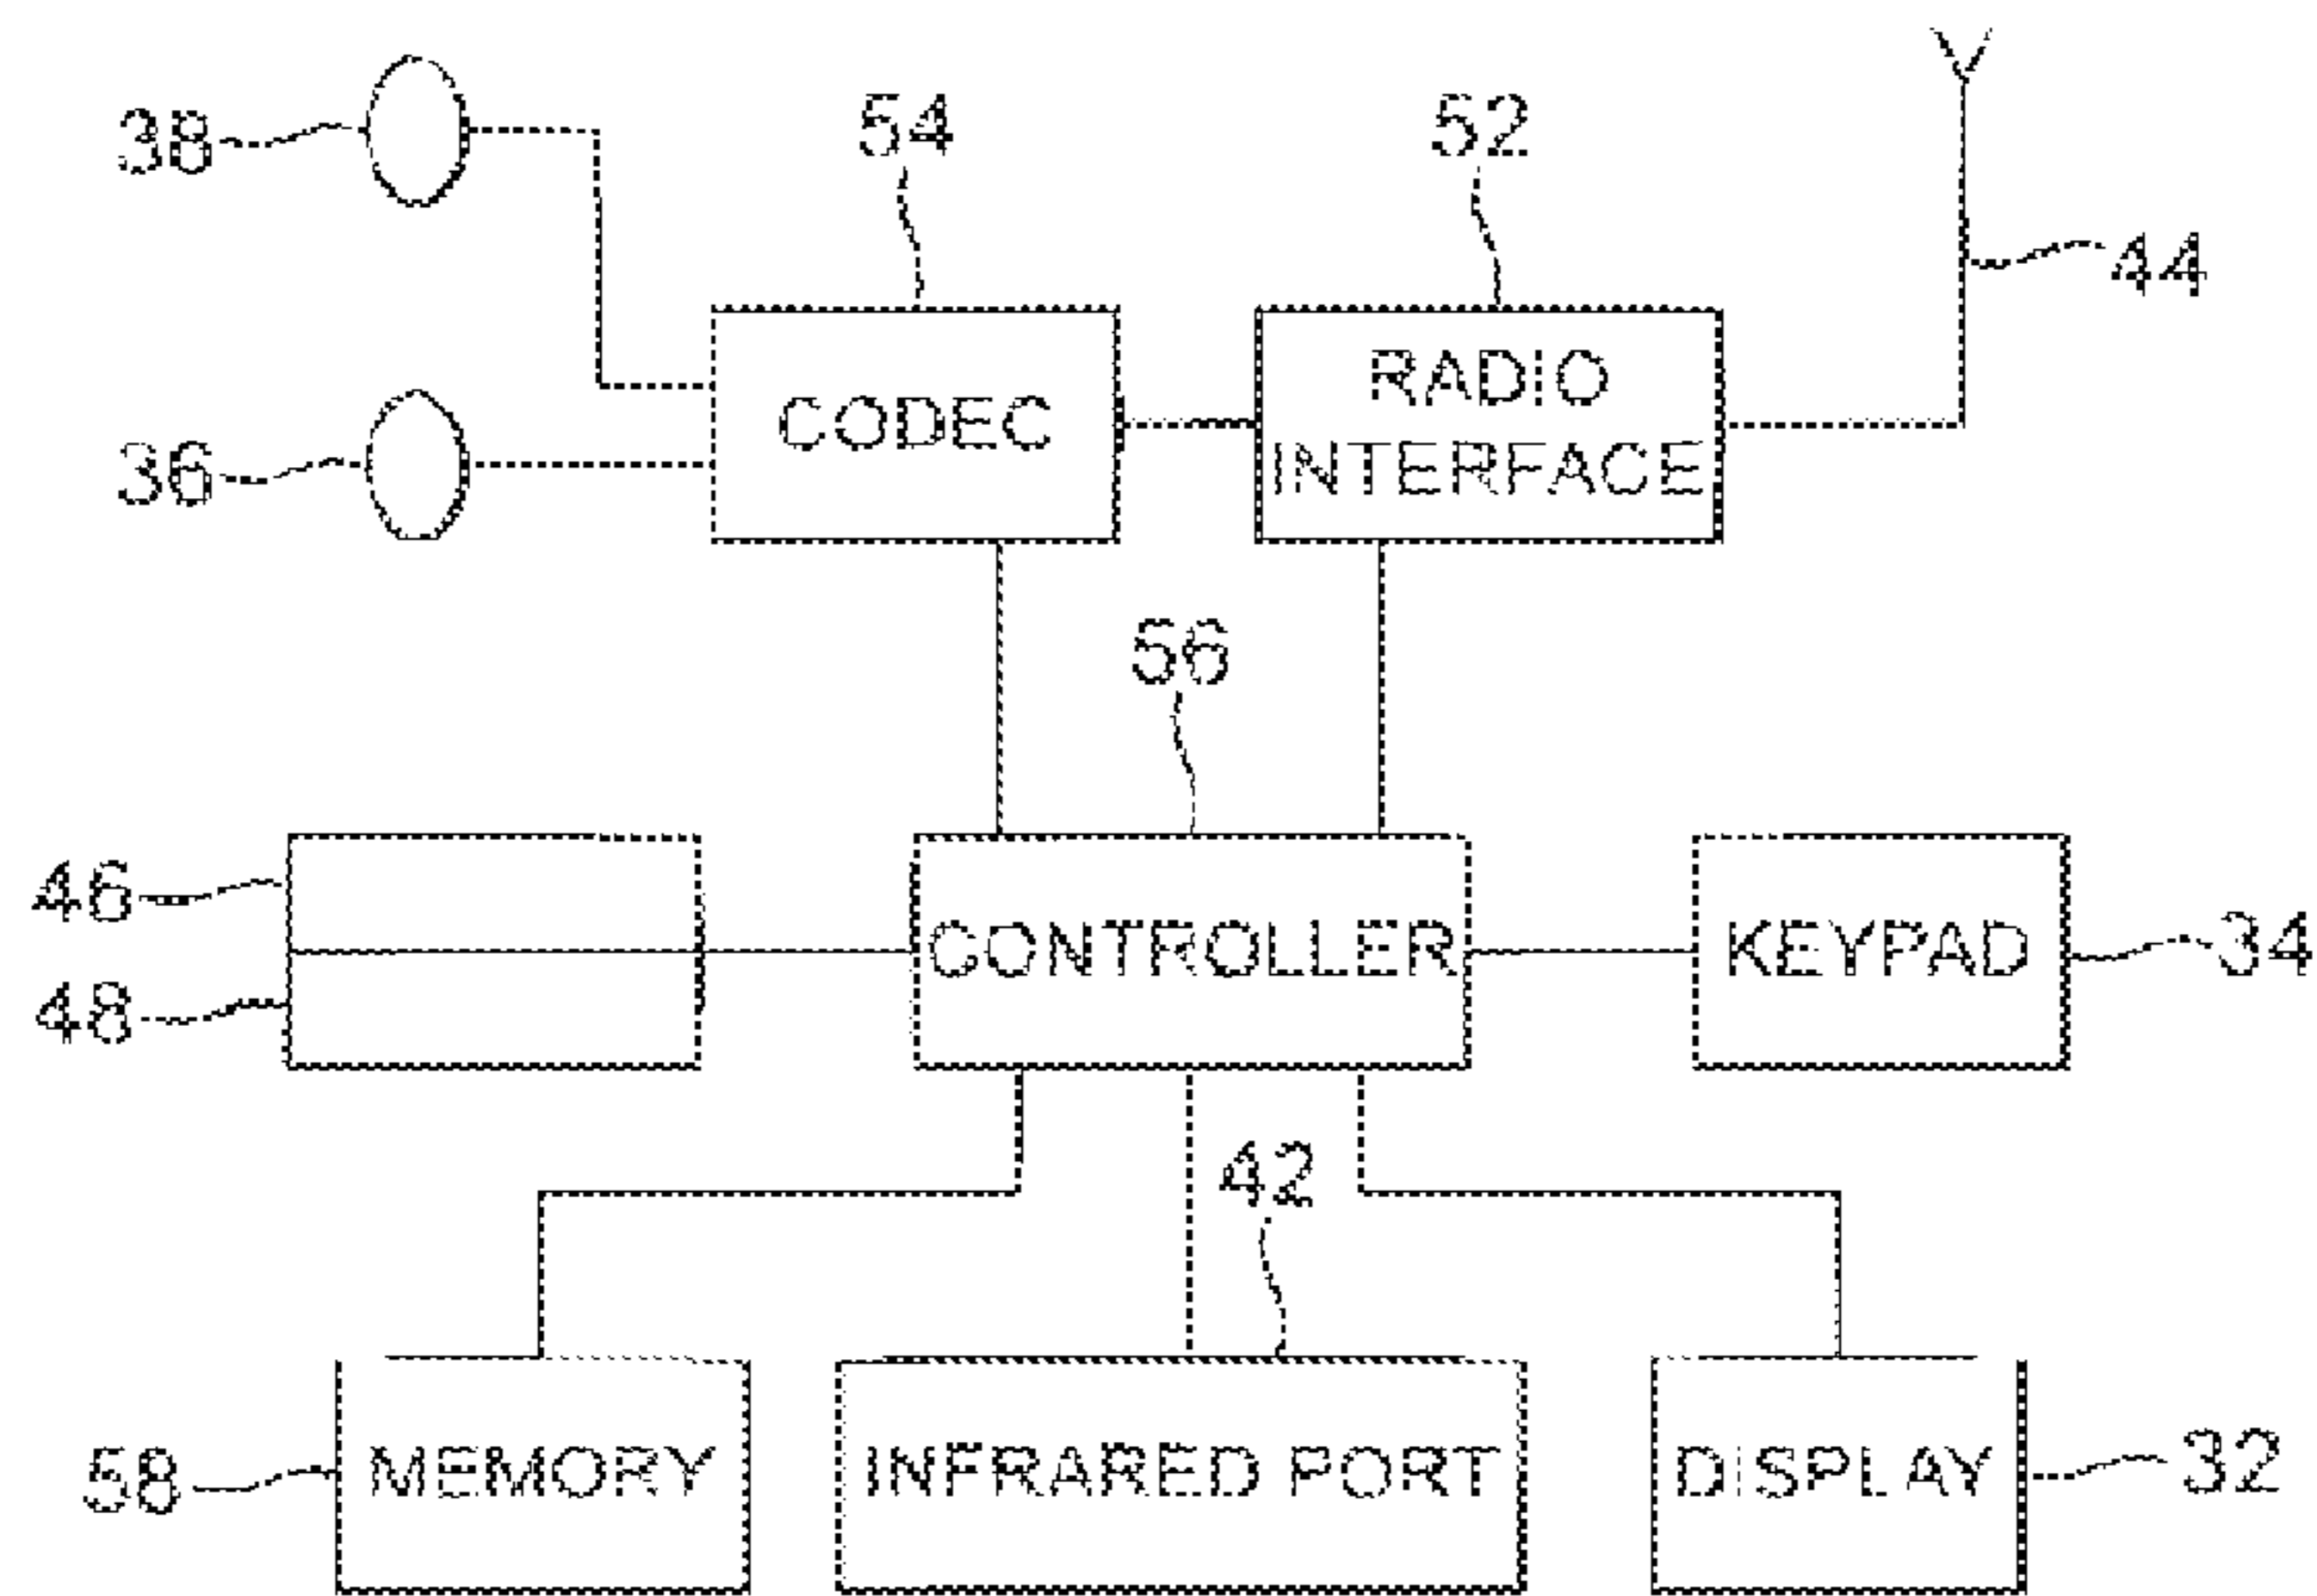 38
54
52
44
CODEC
RADIO
INTERFACE
36
56
46
48
CONTROLLER
KEYPAD
34
42
58
MEMORY
INFRARED PORT
DISPLAY
32